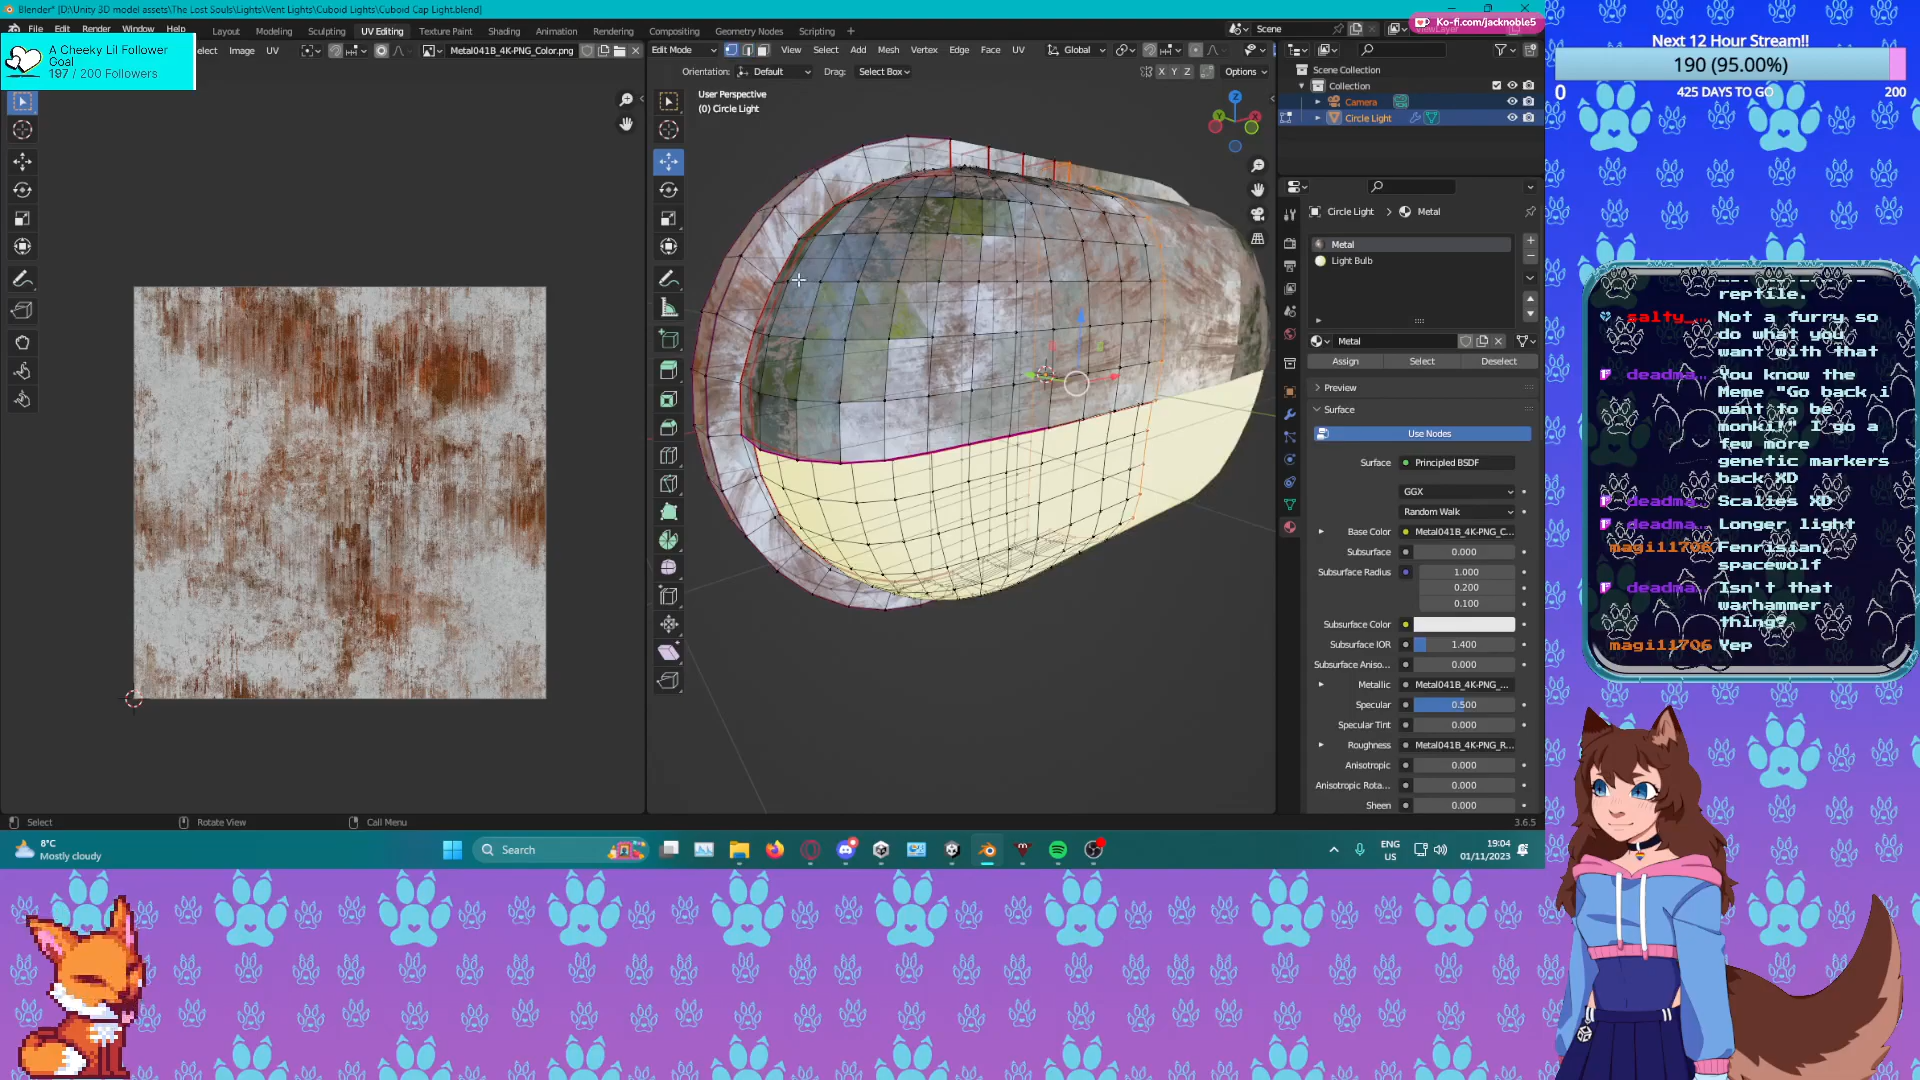 Blender* [D:\Unity 3D model assets\The Lost Souls\Lights\Vent Lights\Cuboid Lights\Cuboid Cap Light.blend]
File Edit Render Window Help Layout Modeling Sculpting UV Editing Texture Paint Shading Animation Rendering Compositing Geometry Nodes Scripting + Scene
Ko-fi.com/jacknoble5
A Cheeky Lil Follower
Goal
197 / 200 Followers
Select Image UV Metal041B_4K-PNG_Color.png
Edit Mode View Select Add Mesh Vertex Edge Face UV Global
Orientation: Default Drag: Select Box X Y Z Options
User Perspective
(0) Circle Light
Scene Collection
Collection
Camera
Circle Light
Circle Light > Metal
Metal
Light Bulb
Metal
Assign Select Deselect
Preview
Surface
Use Nodes
Surface Principled BSDF
GGX
Random Walk
Base Color Metal041B_4K-PNG_C...
Subsurface 0.000
Subsurface Radius 1.000
0.200
0.100
Subsurface Color
Subsurface IOR 1.400
Subsurface Aniso... 0.000
Metallic Metal041B_4K-PNG_...
Specular 0.500
Specular Tint 0.000
Roughness Metal041B_4K-PNG_R...
Anisotropic 0.000
Anisotropic Rota... 0.000
Sheen 0.000
Select Rotate View Call Menu 3.6.5
8°C
Mostly cloudy
Search
ENG
US
19:04
01/11/2023
Next 12 Hour Stream!!
190 (95.00%)
0 425 DAYS TO GO 200
reptile.
salty_… Not a furry so
do what you
want with that
deadma… You know the
Meme "Go back i
want to be
monki!" I go a
few more
genetic markers
back XD
deadma… Scalies XD
deadma… Longer light
magi11706 Fenrisian,
spacewolf
deadma… Isn't that
warhammer
thing?
magi11706 Yep